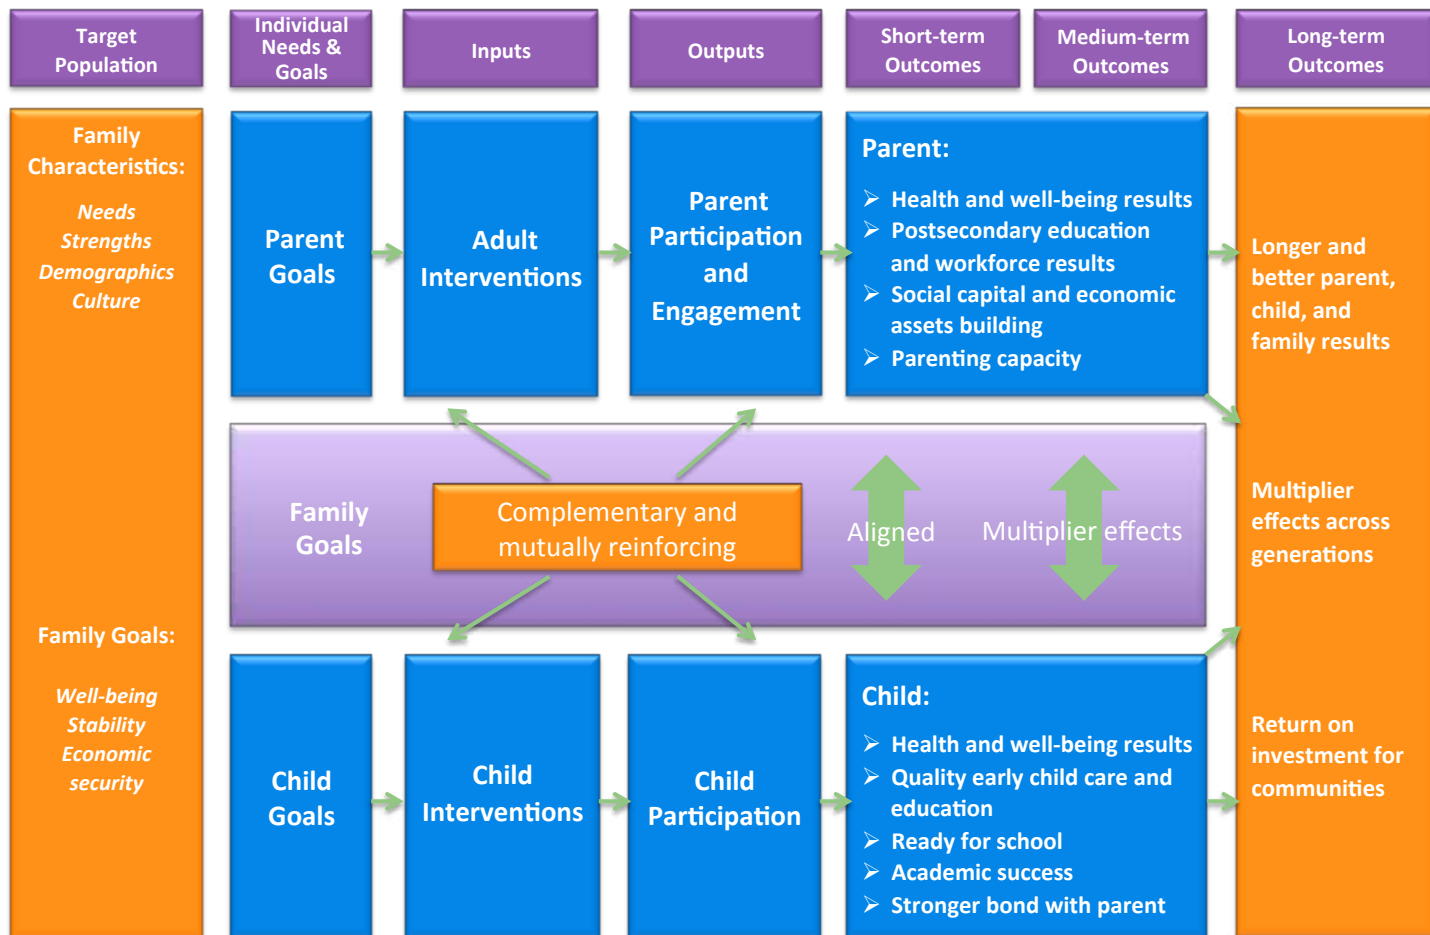 Target
Population
Individual
Needs &
Goals
Inputs
Outputs
Short-term
Outcomes
Medium-term
Outcomes
Long-term
Outcomes
Family
Characteristics:
Needs
Strengths
Demographics
Culture
Family Goals:
Well-being
Stability
Economic
security
Parent
Goals
Adult
Interventions
Parent
Participation
and
Engagement
Parent:
➢ Health and well-being results
➢ Postsecondary education
and workforce results
➢ Social capital and economic
assets building
➢ Parenting capacity
Family
Goals
Complementary and
mutually reinforcing
Aligned
Multiplier effects
Child
Goals
Child
Interventions
Child
Participation
Child:
➢ Health and well-being results
➢ Quality early child care and
education
➢ Ready for school
➢ Academic success
➢ Stronger bond with parent
Longer and
better parent,
child, and
family results
Multiplier
effects across
generations
Return on
investment for
communities